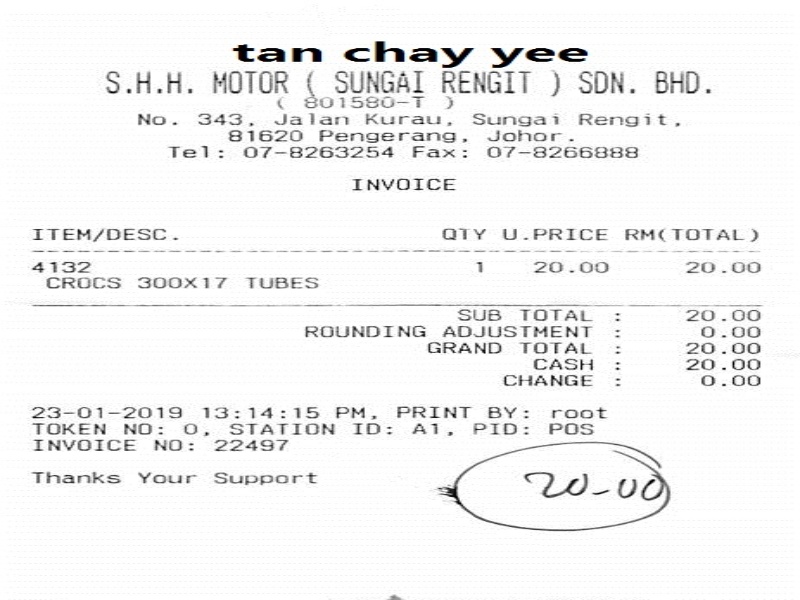 tan chay yee
S.H.H. MOTOR ( SUNGAI RENGIT ) SDN. BHD.
( 801580-T )
No. 343, Jalan Kurau, Sungai Rengit,
81620 Pengerang, Johor.
Tel: 07-8263254 Fax: 07-8266888
INVOICE
ITEM/DESC. QTY U.PRICE RM(TOTAL)
4132 1 20.00 20.00
CROCS 300X17 TUBES
SUB TOTAL : 20.00
ROUNDING ADJUSTMENT : 0.00
GRAND TOTAL : 20.00
CASH : 20.00
CHANGE : 0.00
23-01-2019 13:14:15 PM, PRINT BY: root
TOKEN NO: 0, STATION ID: A1, PID: POS
INVOICE NO: 22497
Thanks Your Support
20-00